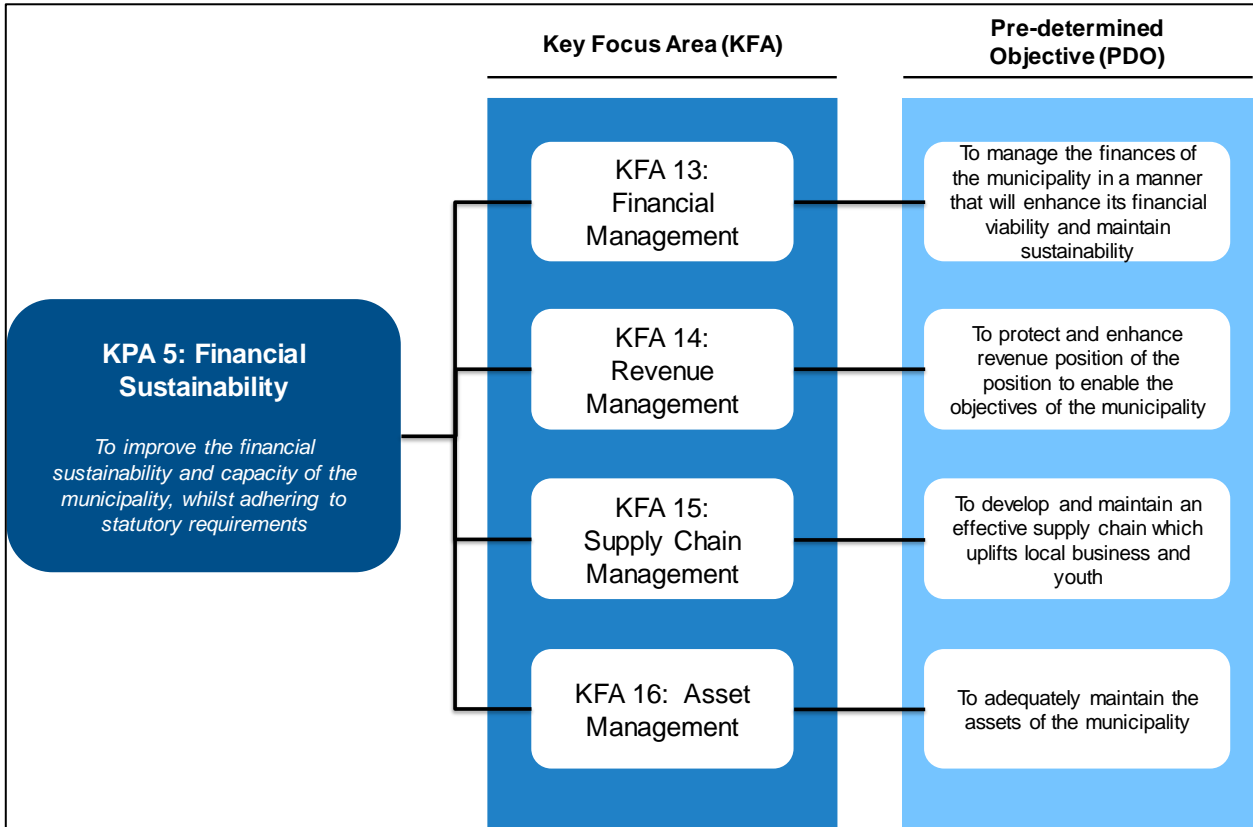 Key Focus Area (KFA)
Pre-determined
Objective (PDO)
KPA 5: Financial
Sustainability
To improve the financial
sustainability and capacity of the
municipality, whilst adhering to
statutory requirements
KFA 13:
Financial
Management
To manage the finances of
the municipality in a manner
that will enhance its financial
viability and maintain
sustainability
KFA 14:
Revenue
Management
To protect and enhance
revenue position of the
position to enable the
objectives of the municipality
KFA 15:
Supply Chain
Management
To develop and maintain an
effective supply chain which
uplifts local business and
youth
KFA 16: Asset
Management
To adequately maintain the
assets of the municipality